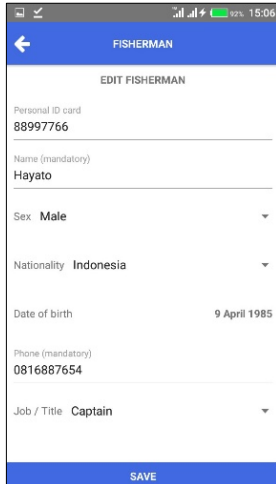 92% 15:06
FISHERMAN
EDIT FISHERMAN
Personal ID card
88997766
Name (mandatory)
Hayato
Sex Male
Nationality Indonesia
Date of birth 9 April 1985
Phone (mandatory)
0816887654
Job / Title Captain
SAVE